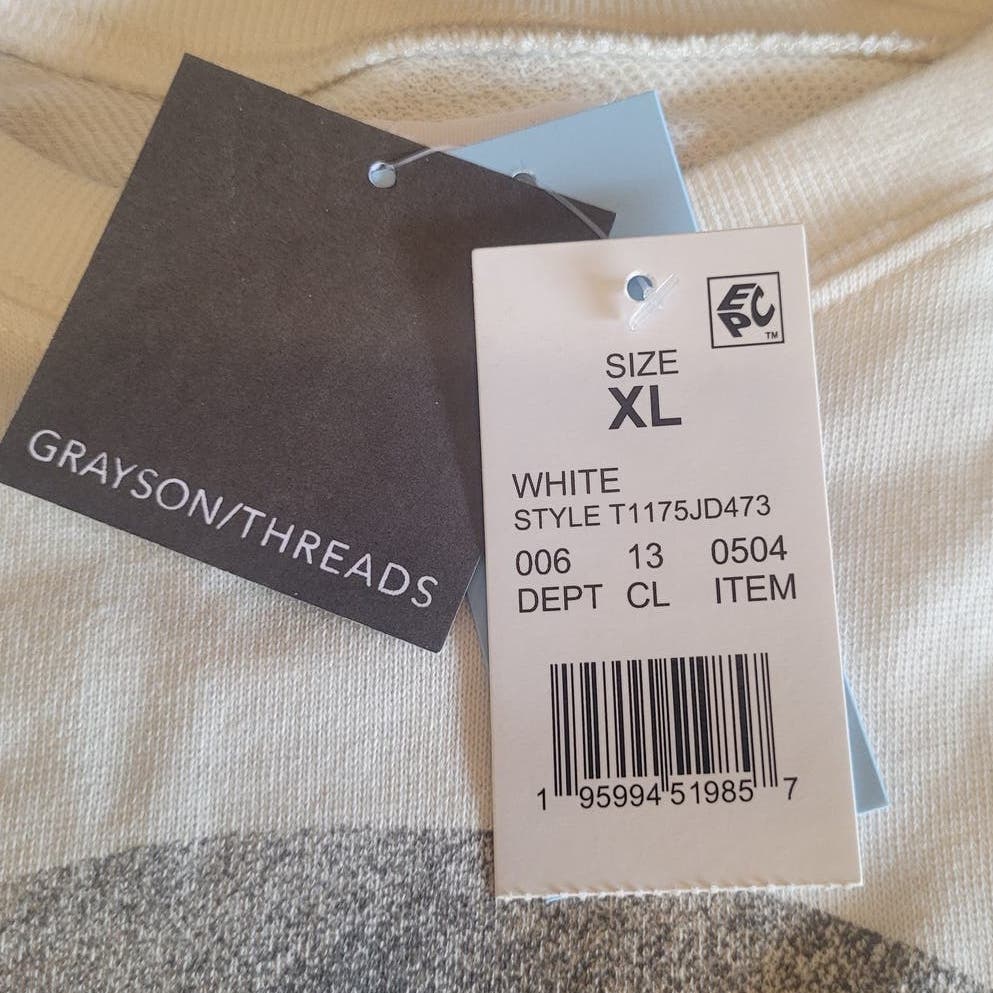 GRAYSON/THREADS
EPC
TM
SIZE
XL
WHITE
STYLE T1175JD473
006 13 0504
DEPT CL ITEM
1 95994 51985 7